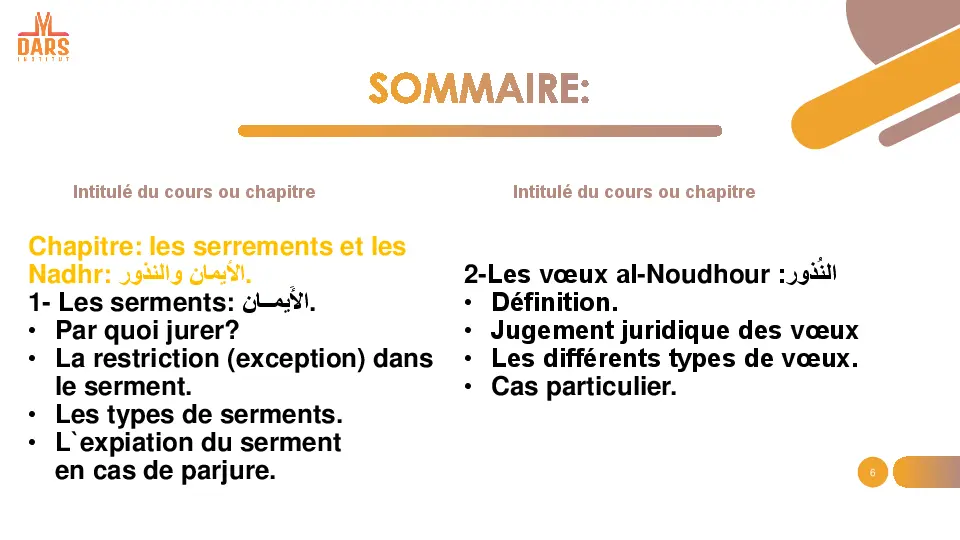 DARS
INSTITUT
SOMMAIRE:
Intitulé du cours ou chapitre
Chapitre: les serrements et les
Nadhr: الأيمان والنذور.
1- Les serments: الأَيمــان.
• Par quoi jurer?
• La restriction (exception) dans
le serment.
• Les types de serments.
• L`expiation du serment
en cas de parjure.
Intitulé du cours ou chapitre
2-Les vœux al-Noudhour :النُذور
• Définition.
• Jugement juridique des vœux
• Les différents types de vœux.
• Cas particulier.
6